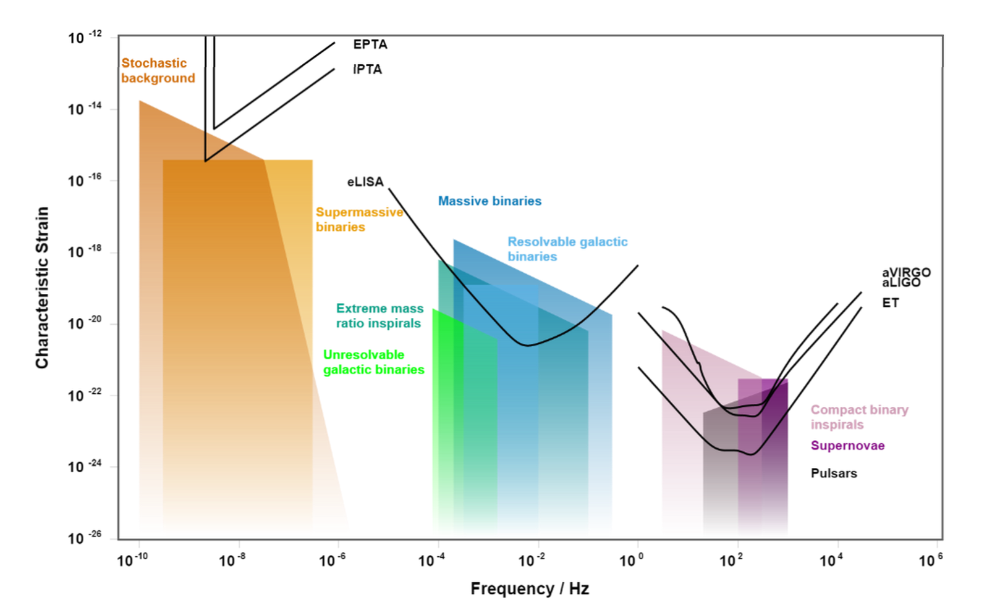 10 -12
10 -14
10 -16
10 -18
10 -20
10 -22
10 -24
10 -26
Characteristic Strain
EPTA
IPTA
Stochastic
background
eLISA
Supermassive
binaries
Massive binaries
Resolvable galactic
binaries
Extreme mass
ratio inspirals
Unresolvable
galactic binaries
aVIRGO
aLIGO
ET
Compact binary
inspirals
Supernovae
Pulsars
10 -10
10 -8
10 -6
10 -4
10 -2
10 0
10 2
10 4
10 6
Frequency / Hz